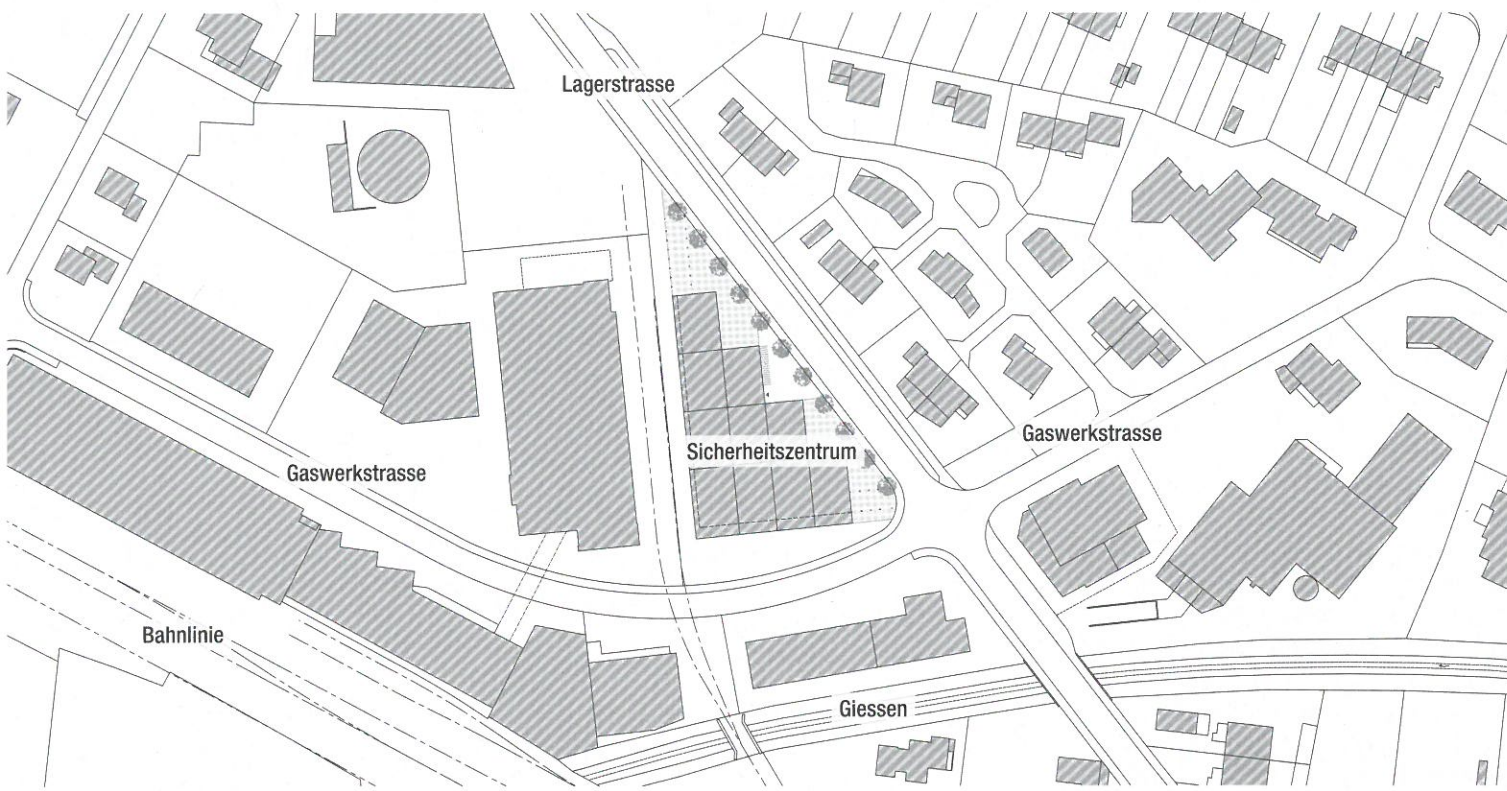 Lagerstrasse
Gaswerkstrasse
Sicherheitszentrum
Gaswerkstrasse
Bahnlinie
Giessen